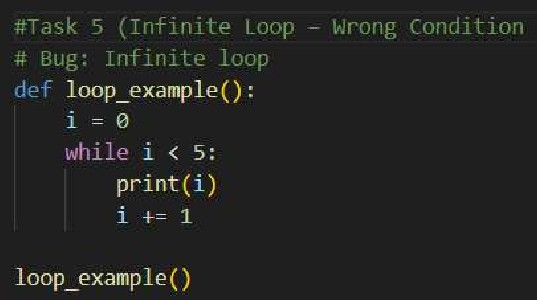 #Task 5 (Infinite Loop – Wrong Condition
# Bug: Infinite loop
def loop_example():
    i = 0
    while i < 5:
        print(i)
        i += 1
loop_example()